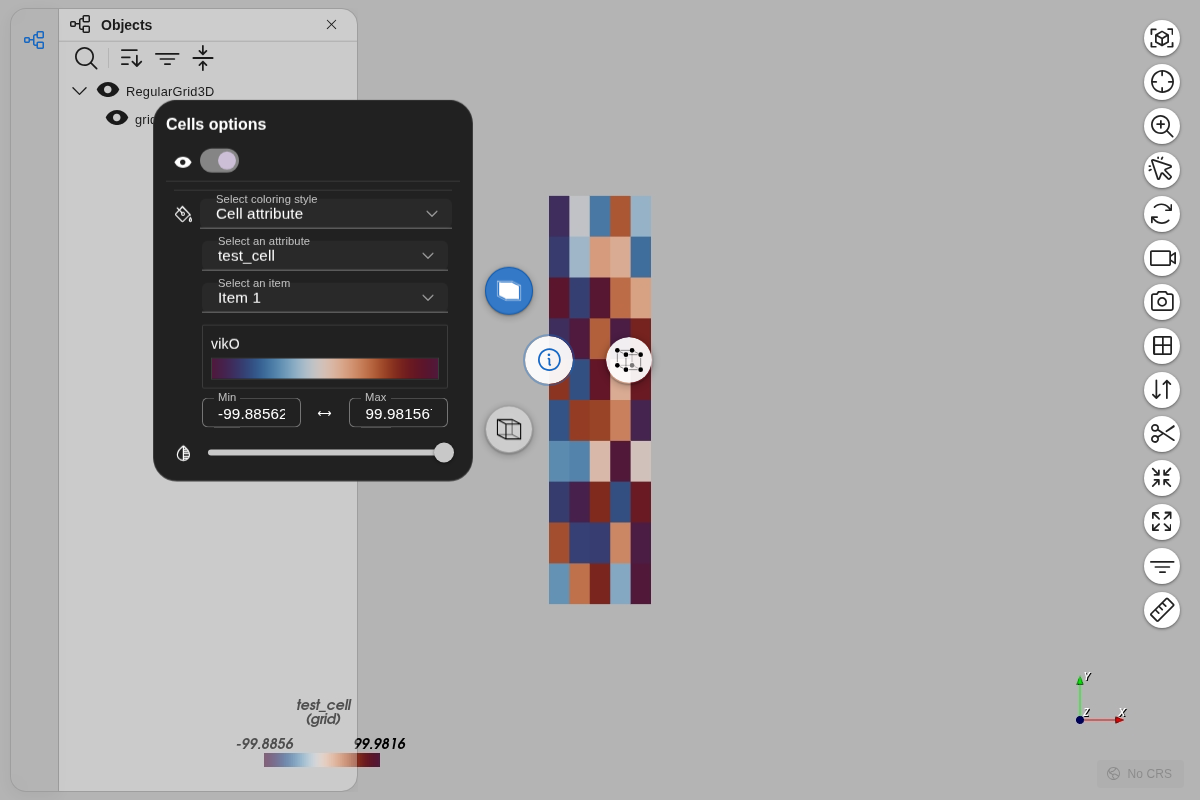 Objects
RegularGrid3D
grid
Cells options
Select coloring style
Cell attribute
Select an attribute
test_cell
Select an item
Item 1
vikO
Min
-99.88562
Max
99.98156
test_cell
(grid)
-99.8856
99.9816
Y
Z
X
No CRS